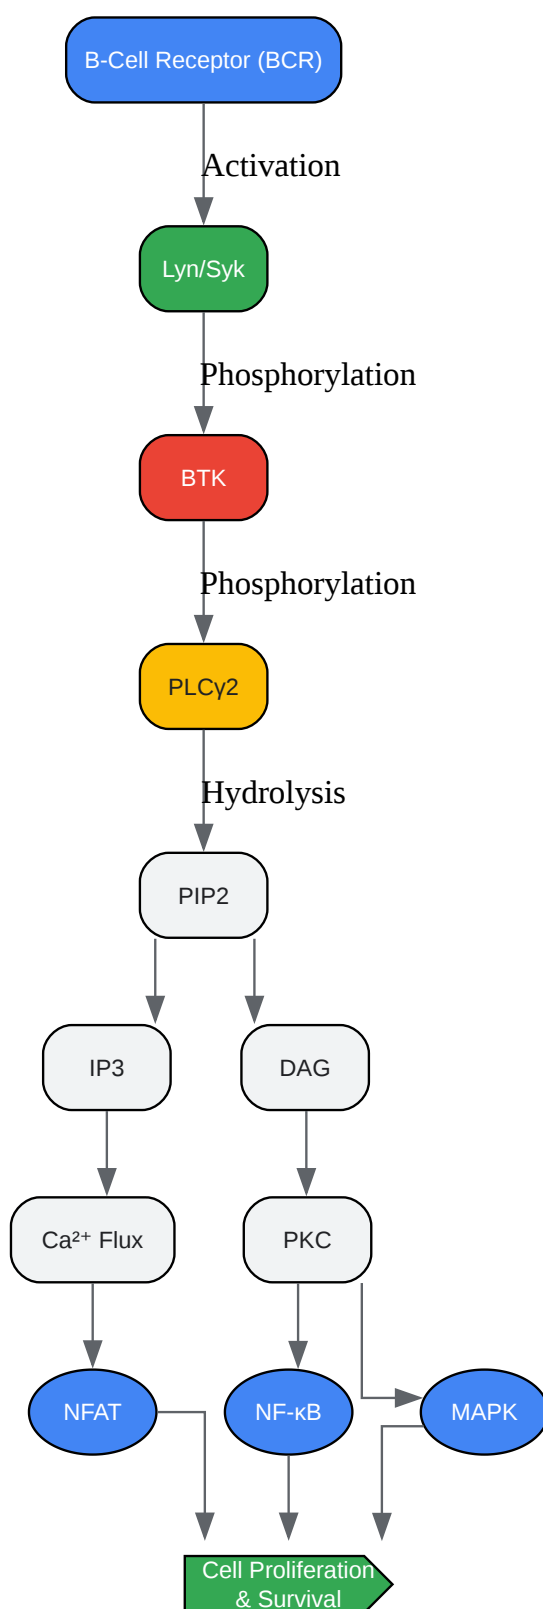 B-Cell Receptor (BCR)
Activation
Lyn/Syk
Phosphorylation
BTK
Phosphorylation
PLCγ2
Hydrolysis
PIP2
IP3
DAG
Ca²⁺ Flux
PKC
NFAT
NF-κB
MAPK
Cell Proliferation
& Survival